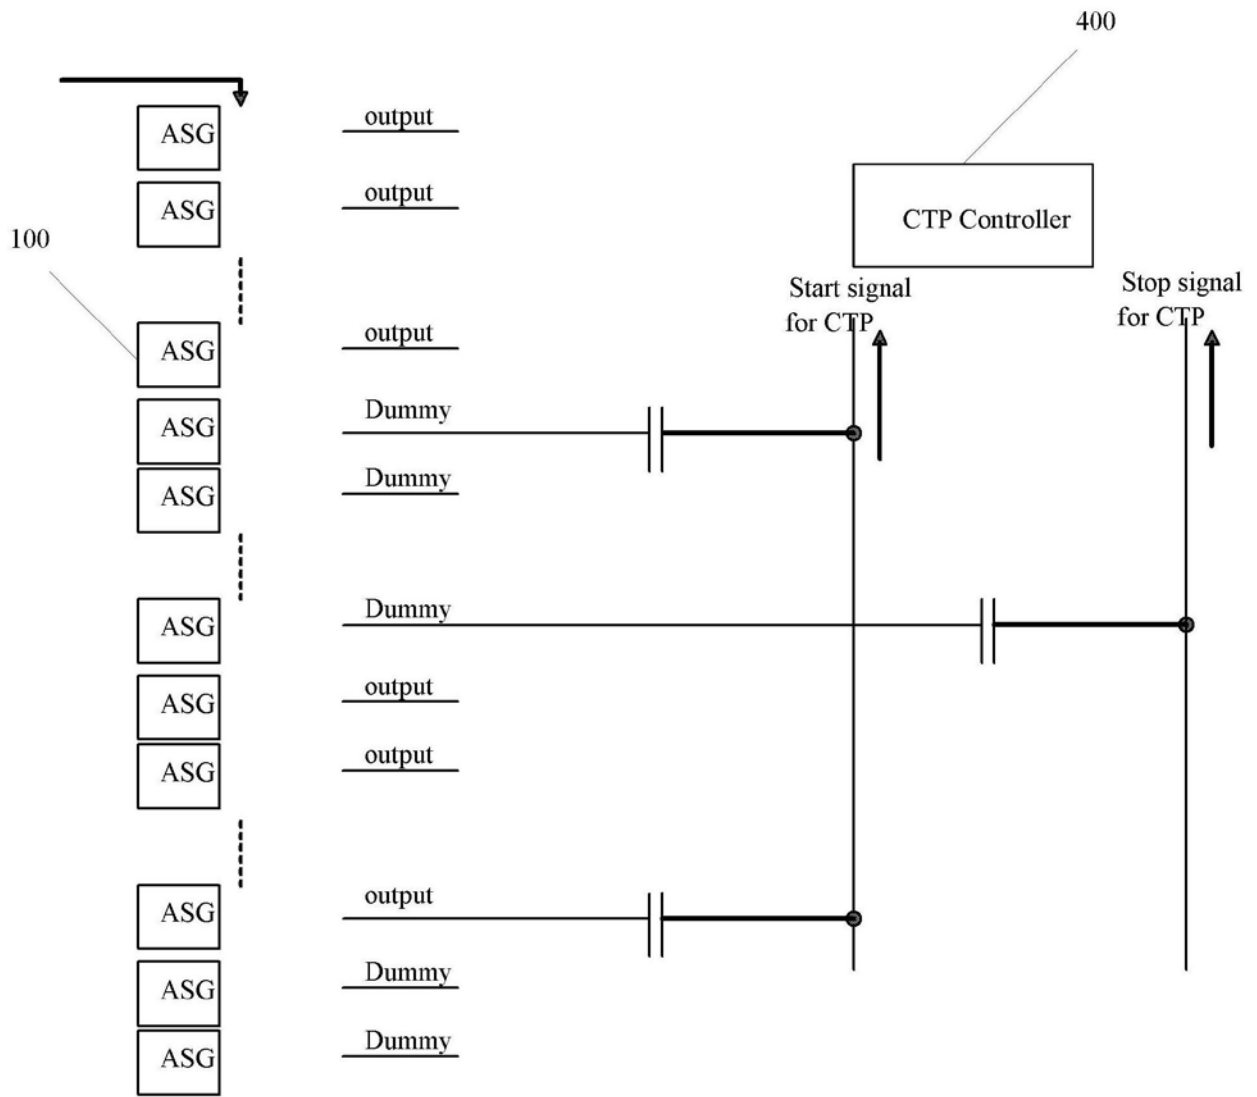 400
ASG output
ASG output
CTP Controller
100
Start signal
for CTP
Stop signal
for CTP
ASG output
ASG Dummy
ASG Dummy
ASG Dummy
ASG output
ASG output
ASG output
ASG Dummy
ASG Dummy